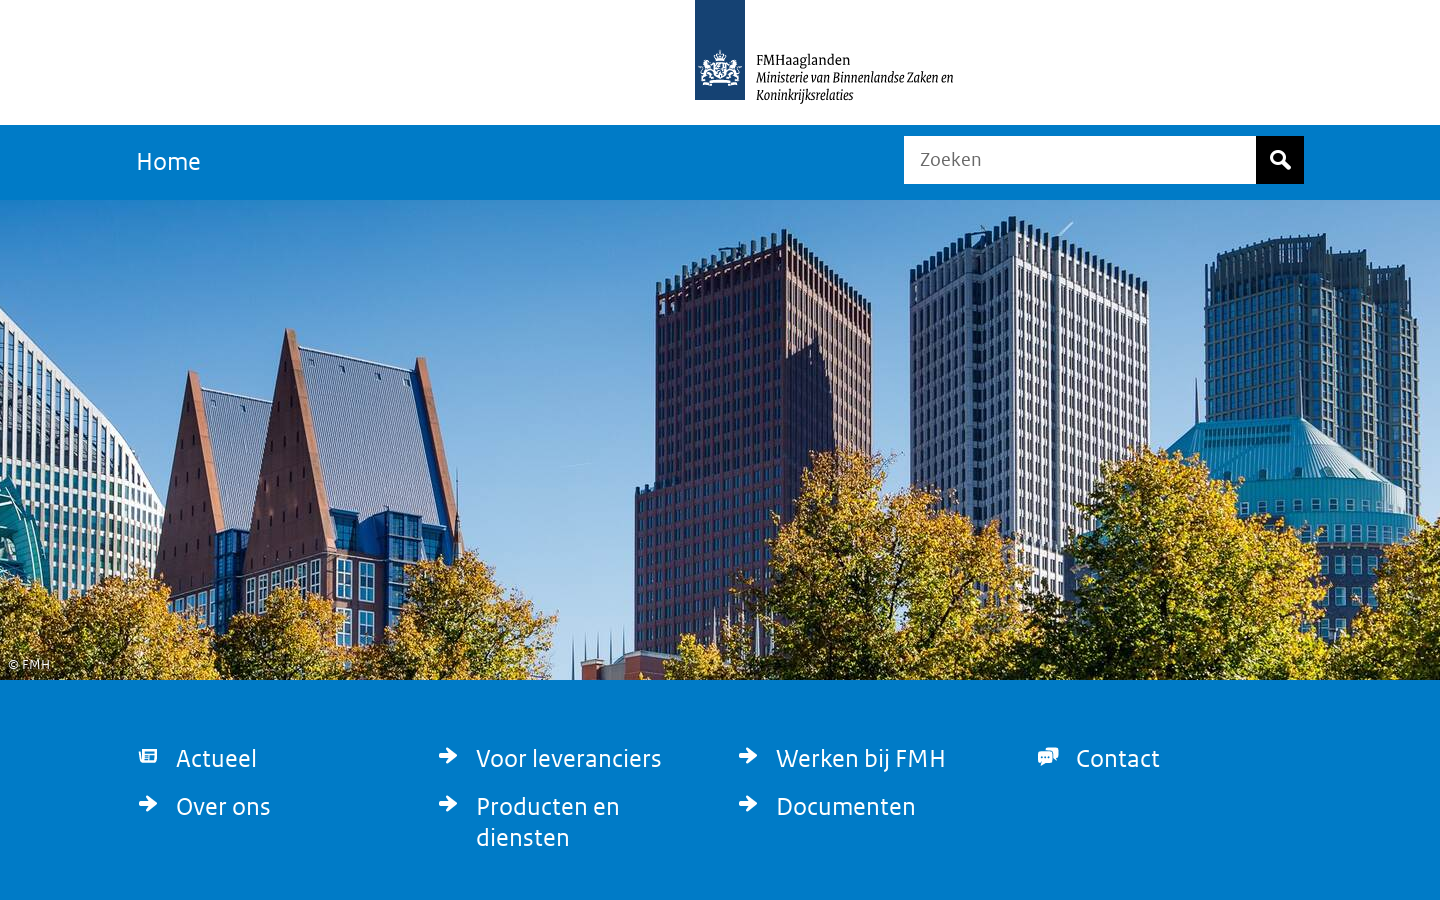 FMHaaglanden
Ministerie van Binnenlandse Zaken en
Koninkrijksrelaties
Home
Zoeken
© FMH
Actueel
Voor leveranciers
Werken bij FMH
Contact
Over ons
Producten en
diensten
Documenten